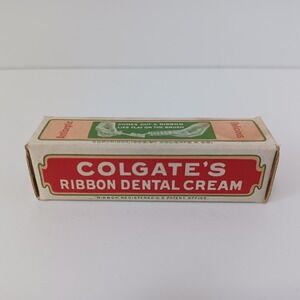 COMES OUT A RIBBON
LIES FLAT ON THE BRUSH
COLGATE'S
RIBBON DENTAL CREAM
"RIBBON" REGISTERED U.S. PATENT OFFICE.